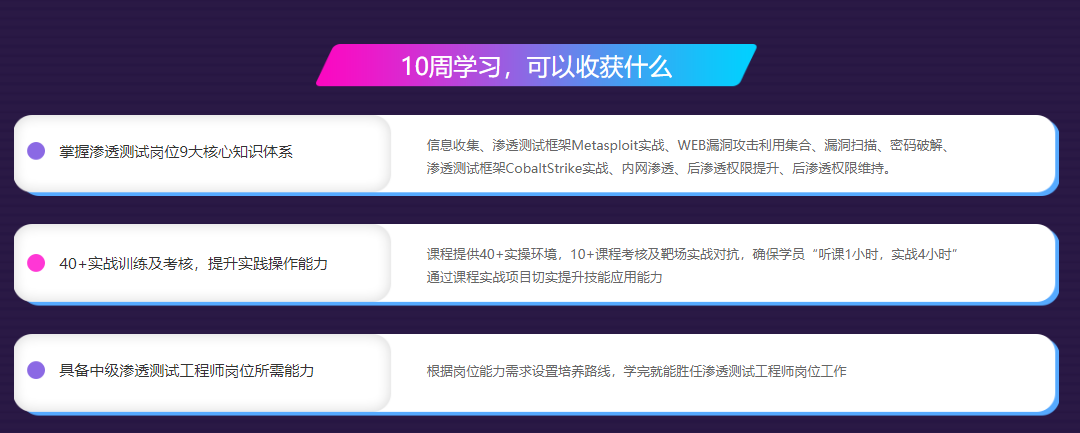 10周学习，可以收获什么
掌握渗透测试岗位9大核心知识体系
信息收集、渗透测试框架Metasploit实战、WEB漏洞攻击利用集合、漏洞扫描、密码破解、
渗透测试框架CobaltStrike实战、内网渗透、后渗透权限提升、后渗透权限维持。
40+实战训练及考核，提升实践操作能力
课程提供40+实操环境，10+课程考核及靶场实战对抗，确保学员“听课1小时，实战4小时”
通过课程实战项目切实提升技能应用能力
具备中级渗透测试工程师岗位所需能力
根据岗位能力需求设置培养路线，学完就能胜任渗透测试工程师岗位工作